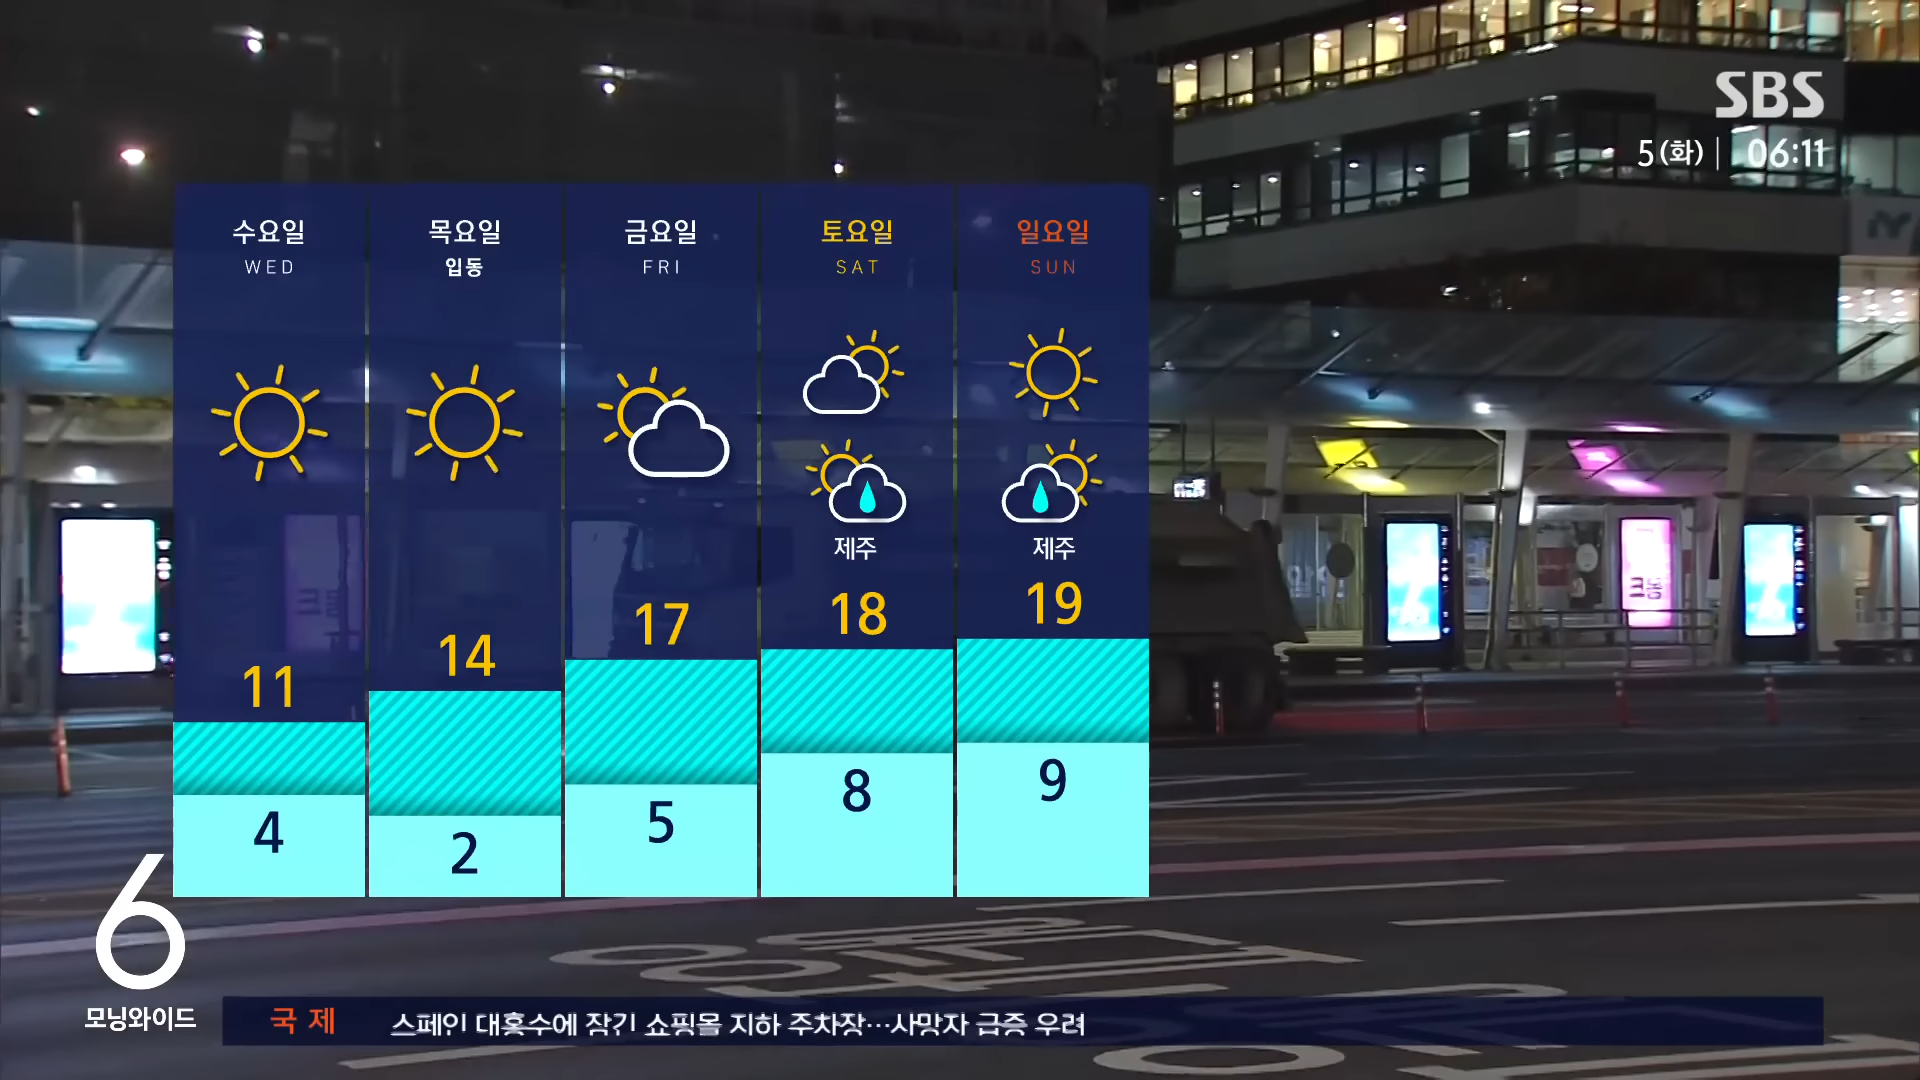 SBS
5(화) | 06:11
수요일 목요일 금요일 토요일 일요일
WED 입동 FRI SAT SUN
제주 제주
11 14 17 18 19
4 2 5 8 9
6
모닝와이드
국제 스페인 대홍수에 잠긴 쇼핑몰 지하 주차장…사망자 급증 우려